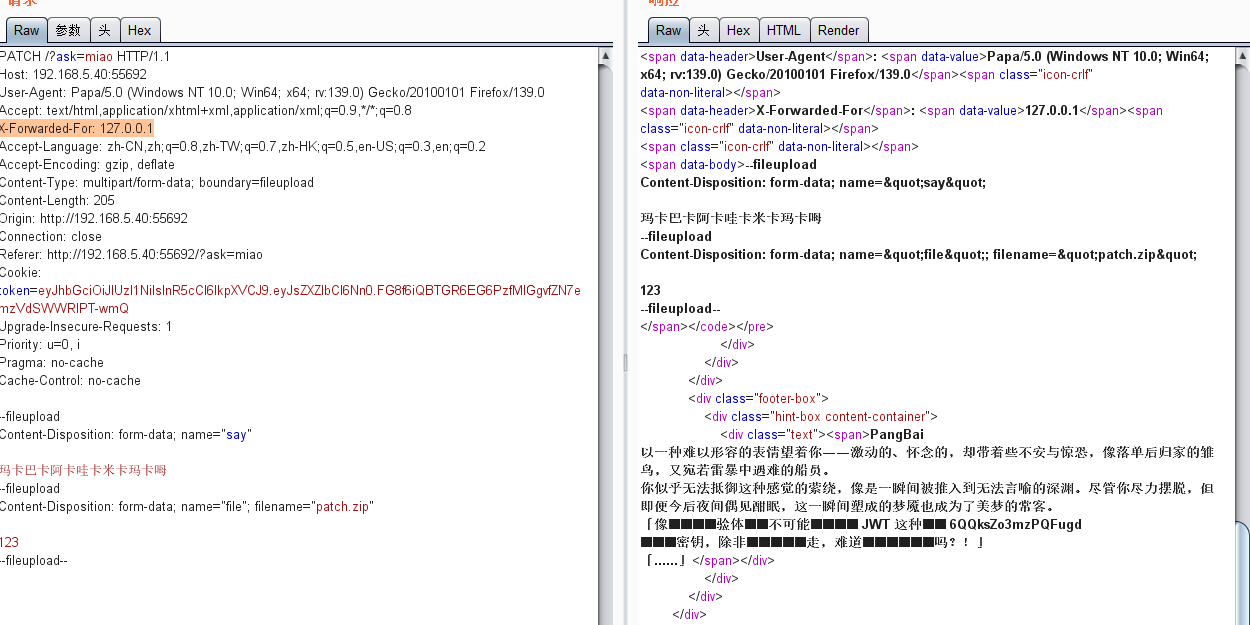 请求
Raw 参数 头 Hex
PATCH /?ask=miao HTTP/1.1
Host: 192.168.5.40:55692
User-Agent: Papa/5.0 (Windows NT 10.0; Win64; x64; rv:139.0) Gecko/20100101 Firefox/139.0
Accept: text/html,application/xhtml+xml,application/xml;q=0.9,*/*;q=0.8
X-Forwarded-For: 127.0.0.1
Accept-Language: zh-CN,zh;q=0.8,zh-TW;q=0.7,zh-HK;q=0.5,en-US;q=0.3,en;q=0.2
Accept-Encoding: gzip, deflate
Content-Type: multipart/form-data; boundary=fileupload
Content-Length: 205
Origin: http://192.168.5.40:55692
Connection: close
Referer: http://192.168.5.40:55692/?ask=miao
Cookie:
token=eyJhbGciOiJIUzI1NiIsInR5cCI6IkpXVCJ9.eyJsZXZlbCI6Nn0.FG8f6iQBTGR6EG6PzfMlGgvfZN7e
mzVdSWWRlPT-wmQ
Upgrade-Insecure-Requests: 1
Priority: u=0, i
Pragma: no-cache
Cache-Control: no-cache
--fileupload
Content-Disposition: form-data; name="say"
玛卡巴卡阿卡哇卡米卡玛卡呣
--fileupload
Content-Disposition: form-data; name="file"; filename="patch.zip"
123
--fileupload--
响应
Raw 头 Hex HTML Render
<span data-header>User-Agent</span>: <span data-value>Papa/5.0 (Windows NT 10.0; Win64;
x64; rv:139.0) Gecko/20100101 Firefox/139.0</span><span class="icon-crlf"
data-non-literal></span>
<span data-header>X-Forwarded-For</span>: <span data-value>127.0.0.1</span><span
class="icon-crlf" data-non-literal></span>
<span class="icon-crlf" data-non-literal></span>
<span data-body>--fileupload
Content-Disposition: form-data; name=&quot;say&quot;
玛卡巴卡阿卡哇卡米卡玛卡呣
--fileupload
Content-Disposition: form-data; name=&quot;file&quot;; filename=&quot;patch.zip&quot;
123
--fileupload--
</span></code></pre>
</div>
</div>
</div>
<div class="footer-box">
<div class="hint-box content-container">
<div class="text"><span>PangBai
以一种难以形容的表情望着你——激动的、怀念的，却带着些不安与惊恐，像落单后归家的雏
鸟，又宛若雷暴中遇难的船员。
你似乎无法抵御这种感觉的萦绕，像是一瞬间被推入到无法言喻的深渊。尽管你尽力摆脱，但
即便今后夜间偶见酣眠，这一瞬间塑成的梦魇也成为了美梦的常客。
「像■■■■验体■■不可能■■■■ JWT 这种■■ 6QQksZo3mzPQFugd
■■■密钥，除非■■■■■走，难道■■■■■■吗？！」
「......」</span></div>
</div>
</div>
</div>